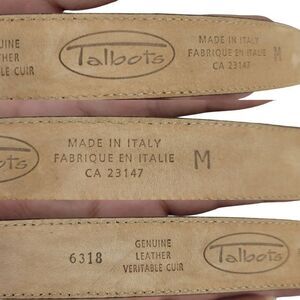 GENUINE
LEATHER
VERITABLE CUIR
Talbots
MADE IN ITALY
FABRIQUE EN ITALIE
CA 23147
M
Talbots
MADE IN ITALY
FABRIQUE EN ITALIE
CA 23147
M
6318
GENUINE
LEATHER
VERITABLE CUIR
Talbots